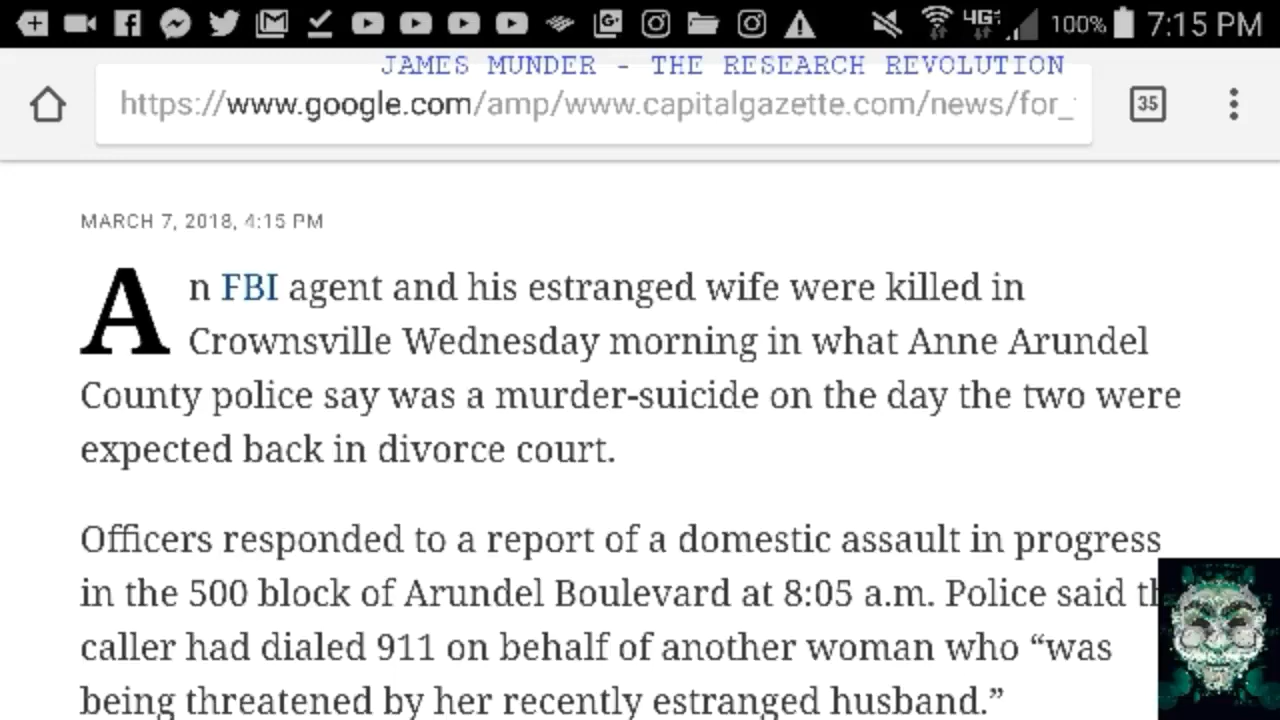 100% 7:15 PM
JAMES MUNDER - THE RESEARCH REVOLUTION
https://www.google.com/amp/www.capitalgazette.com/news/for_
35
MARCH 7, 2018, 4:15 PM
An FBI agent and his estranged wife were killed in
Crownsville Wednesday morning in what Anne Arundel
County police say was a murder-suicide on the day the two were
expected back in divorce court.
Officers responded to a report of a domestic assault in progress
in the 500 block of Arundel Boulevard at 8:05 a.m. Police said
caller had dialed 911 on behalf of another woman who “was
being threatened by her recently estranged husband.”